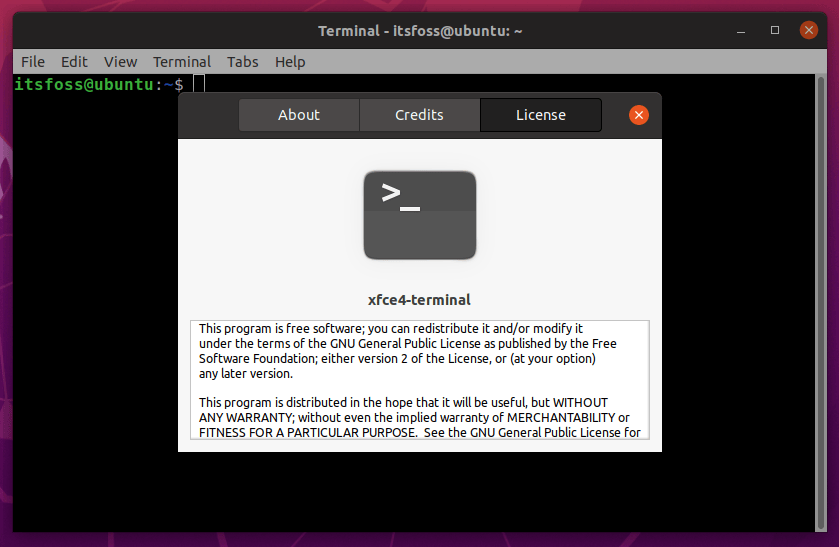 Terminal - itsfoss@ubuntu: ~
File Edit View Terminal Tabs Help
itsfoss@ubuntu:~$
About Credits License
>_
xfce4-terminal
This program is free software; you can redistribute it and/or modify it
under the terms of the GNU General Public License as published by the Free
Software Foundation; either version 2 of the License, or (at your option)
any later version.
This program is distributed in the hope that it will be useful, but WITHOUT
ANY WARRANTY; without even the implied warranty of MERCHANTABILITY or
FITNESS FOR A PARTICULAR PURPOSE.  See the GNU General Public License for